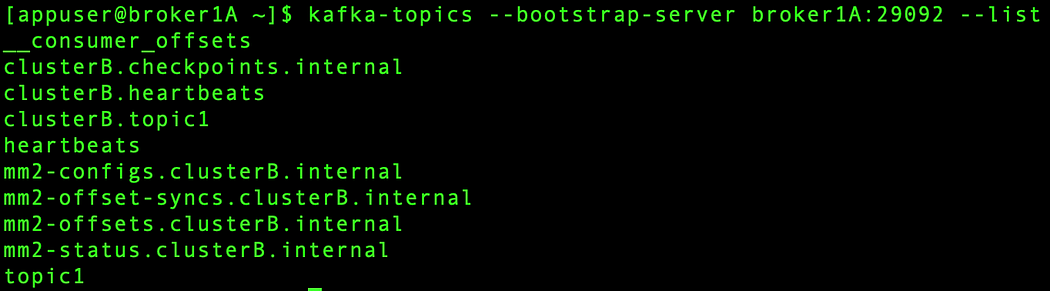 [appuser@broker1A ~]$ kafka-topics --bootstrap-server broker1A:29092 --list
__consumer_offsets
clusterB.checkpoints.internal
clusterB.heartbeats
clusterB.topic1
heartbeats
mm2-configs.clusterB.internal
mm2-offset-syncs.clusterB.internal
mm2-offsets.clusterB.internal
mm2-status.clusterB.internal
topic1